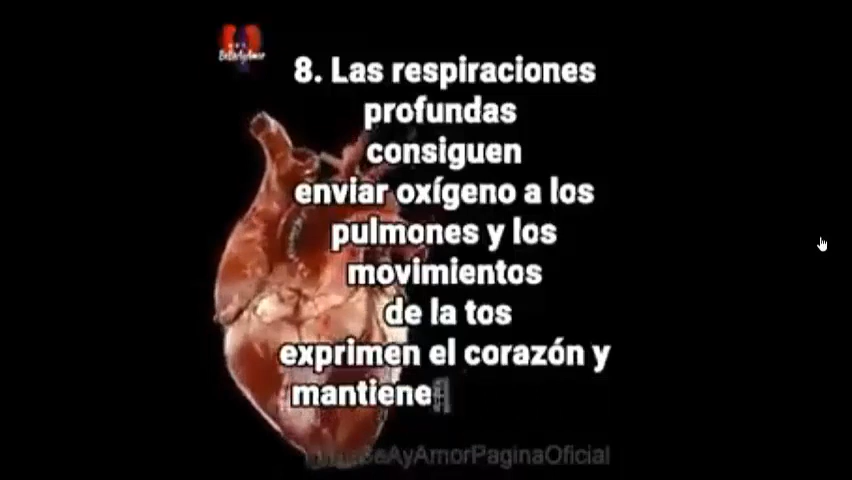 8. Las respiraciones
profundas
consiguen
enviar oxígeno a los
pulmones y los
movimientos
de la tos
exprimen el corazón y
mantiene